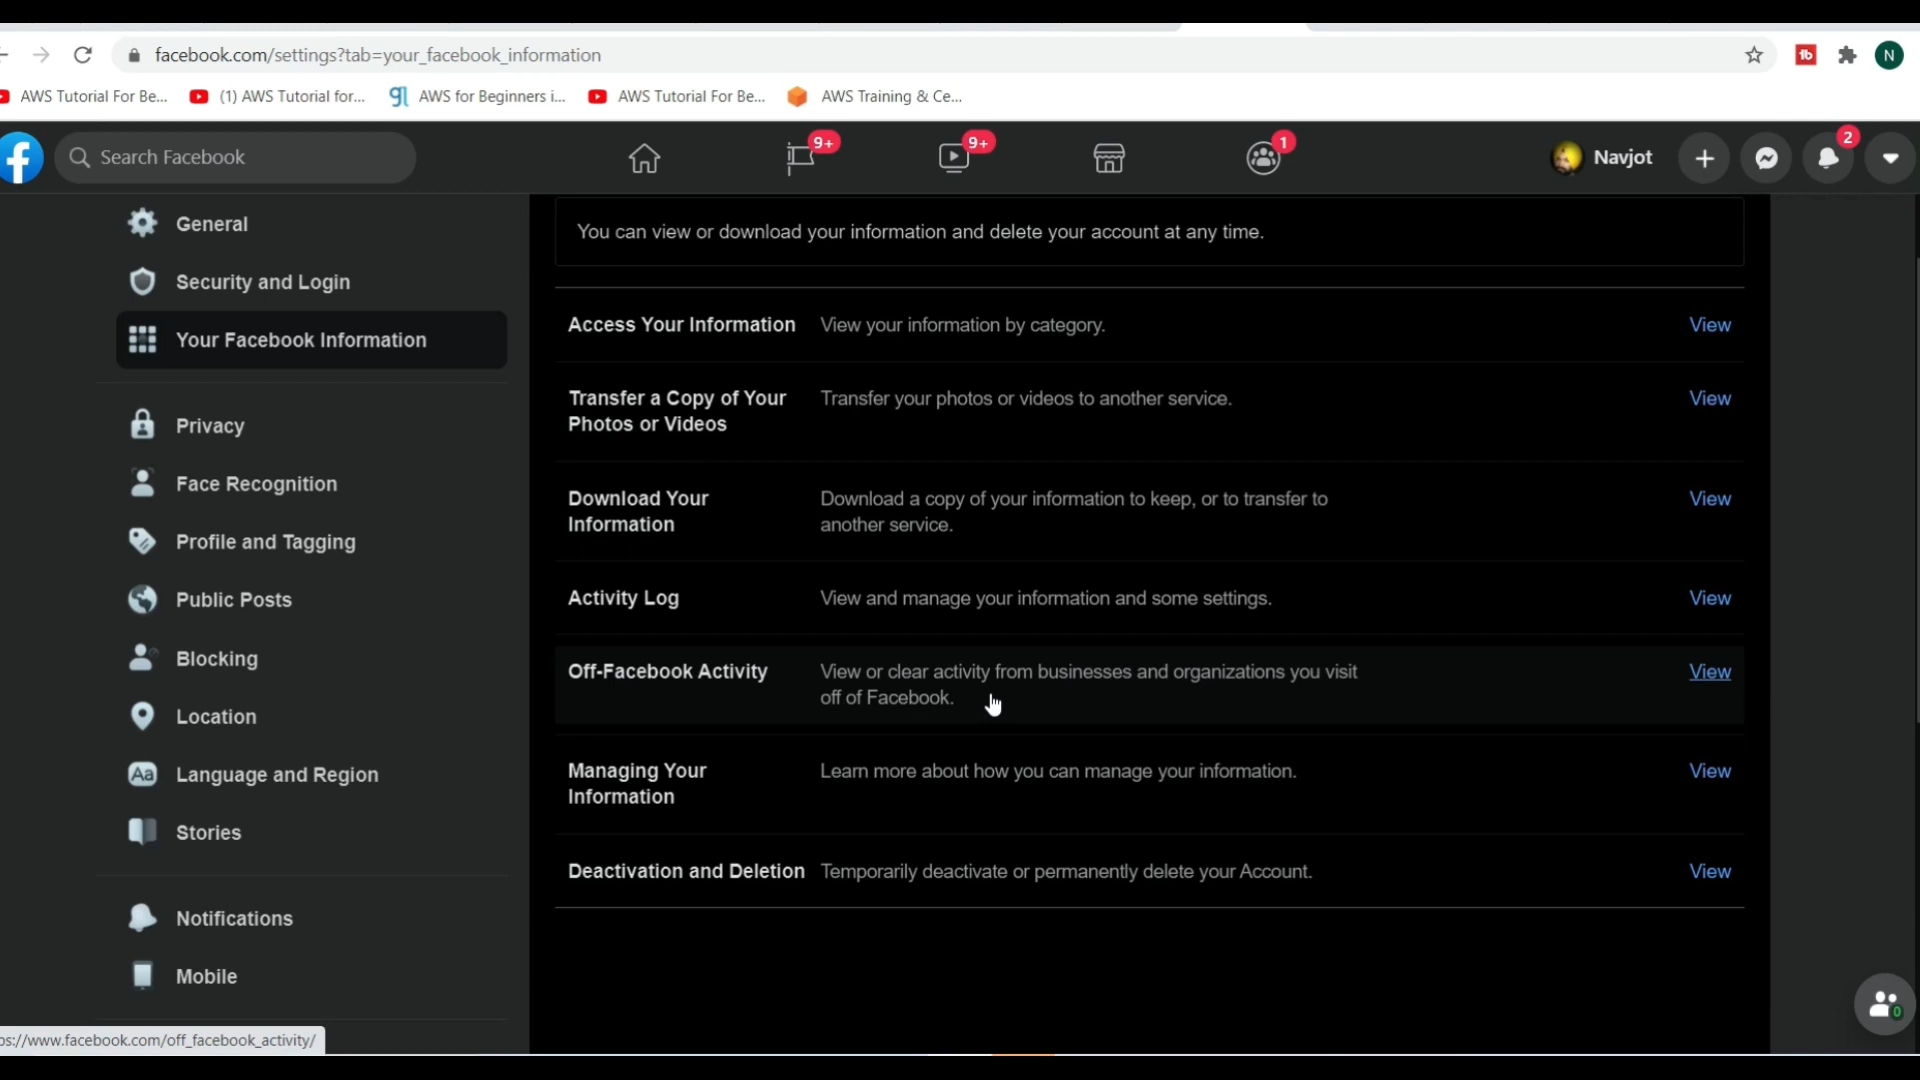 facebook.com/settings?tab=your_facebook_information
AWS Tutorial For Be...
(1) AWS Tutorial for...
AWS for Beginners i...
AWS Tutorial For Be...
AWS Training & Ce...
N
Search Facebook
9+
9+
1
Navjot
2
General
Security and Login
Your Facebook Information
Privacy
Face Recognition
Profile and Tagging
Public Posts
Blocking
Location
Aa Language and Region
Stories
Notifications
Mobile
You can view or download your information and delete your account at any time.
Access Your Information View your information by category. View
Transfer a Copy of Your Transfer your photos or videos to another service. View
Photos or Videos
Download Your Download a copy of your information to keep, or to transfer to View
Information another service.
Activity Log View and manage your information and some settings. View
Off-Facebook Activity View or clear activity from businesses and organizations you visit View
off of Facebook.
Managing Your Learn more about how you can manage your information. View
Information
Deactivation and Deletion Temporarily deactivate or permanently delete your Account. View
0
ps://www.facebook.com/off_facebook_activity/